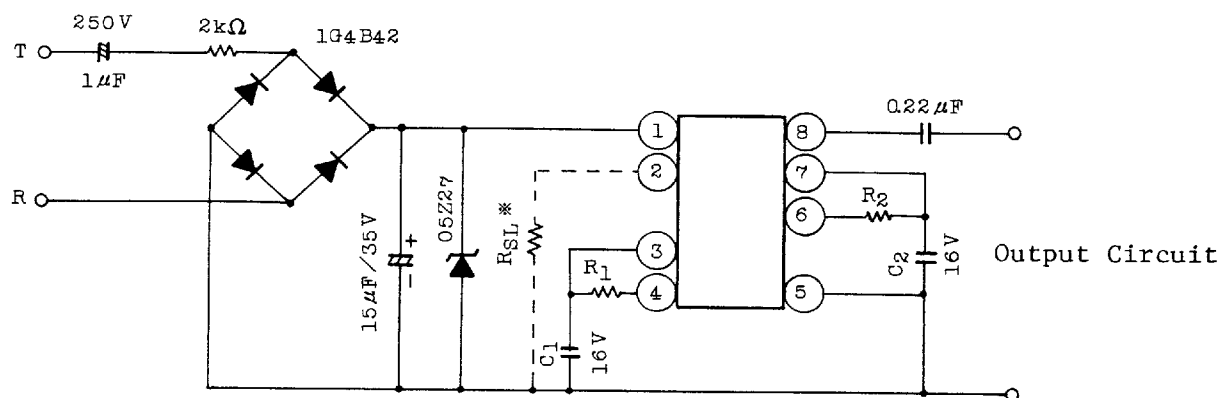 250V
2kΩ
1G4B42
T
1μF
R
15μF/35V
+
-
05Z27
RSL※
1
2
3
4
R1
C1
16V
8
7
6
5
0.22μF
R2
C2
16V
Output Circuit